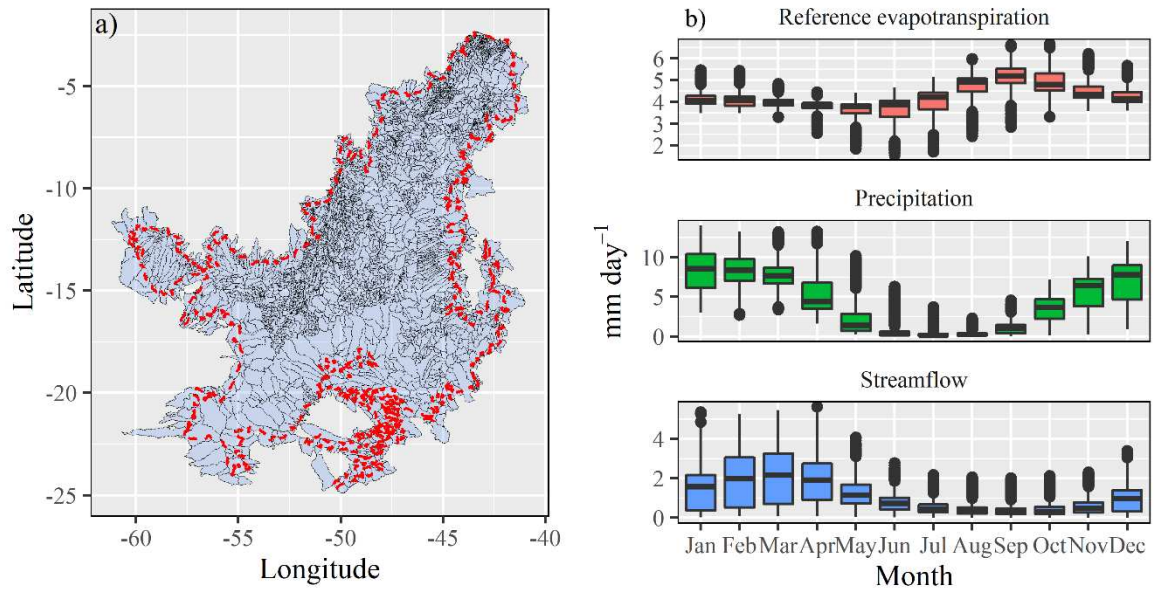 a)
-5
-10
-15
-20
-25
Latitude
-60 -55 -50 -45 -40
Longitude
b)
Reference evapotranspiration
6
5
4
3
2
Precipitation
10
5
0
mm day⁻¹
Streamflow
4
2
0
Jan Feb Mar Apr May Jun Jul Aug Sep Oct Nov Dec
Month